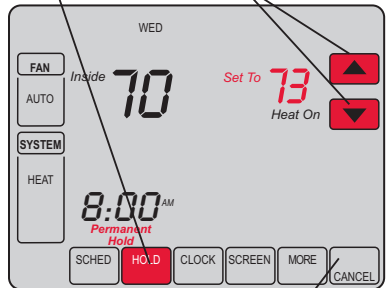 WED
FAN
AUTO
Inside 70
Set To 73
Heat On
SYSTEM
HEAT
8:00 AM
Permanent
Hold
SCHED HOLD CLOCK SCREEN MORE CANCEL